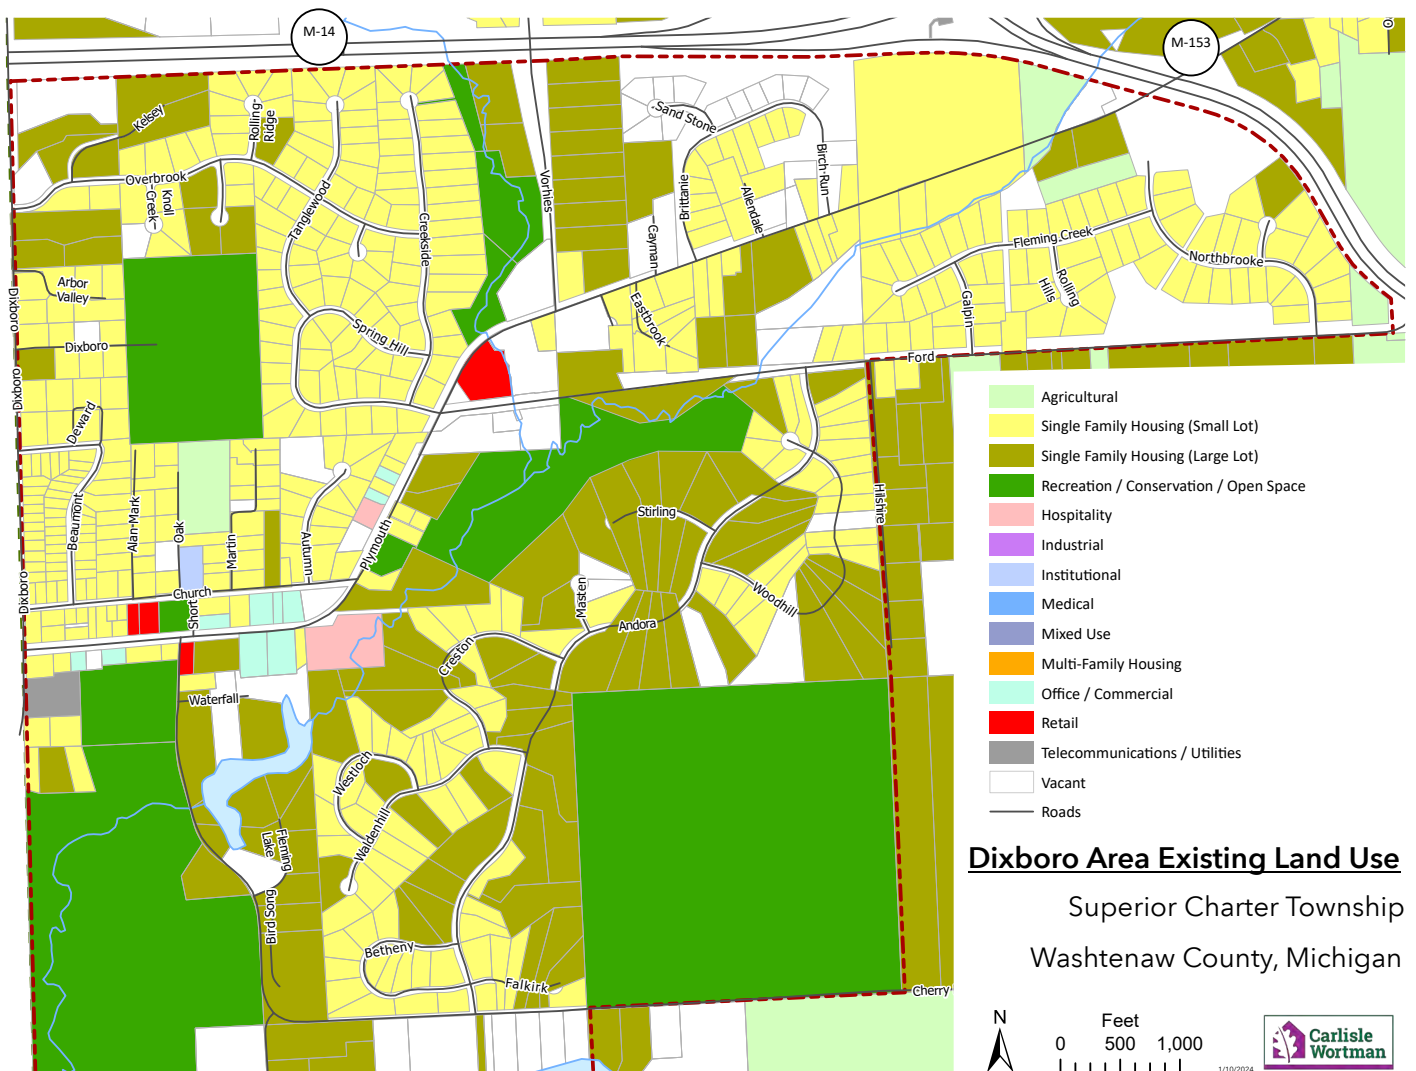 M-14
M-153
Kelsey
Rolling
Ridge
Sand Stone
Overbrook
Knoll
Creek
Tanglewood
Creekside
Vorhies
Brittanie
Birch Run
Allendale
Cayman
Fleming Creek
Northbrooke
Rolling
Hills
Galpin
Arbor
Valley
Dixboro
Dixboro
Spring Hill
Eastbrook
Ford
Dixboro
Deward
Beaumont
Alan-Mark
Oak
Martin
Autumn
Plymouth
Stirling
Hilshire
Woodhill
Masten
Andora
Creston
Dixboro
Church
Short
Waterfall
Westloch
Waldenhill
Fleming
Lake
Bird Song
Betheny
Falkirk
Cherry
Agricultural
Single Family Housing (Small Lot)
Single Family Housing (Large Lot)
Recreation / Conservation / Open Space
Hospitality
Industrial
Institutional
Medical
Mixed Use
Multi-Family Housing
Office / Commercial
Retail
Telecommunications / Utilities
Vacant
Roads
Dixboro Area Existing Land Use
Superior Charter Township
Washtenaw County, Michigan
N
Feet
0 500 1,000
1/10/2024
Carlisle
Wortman